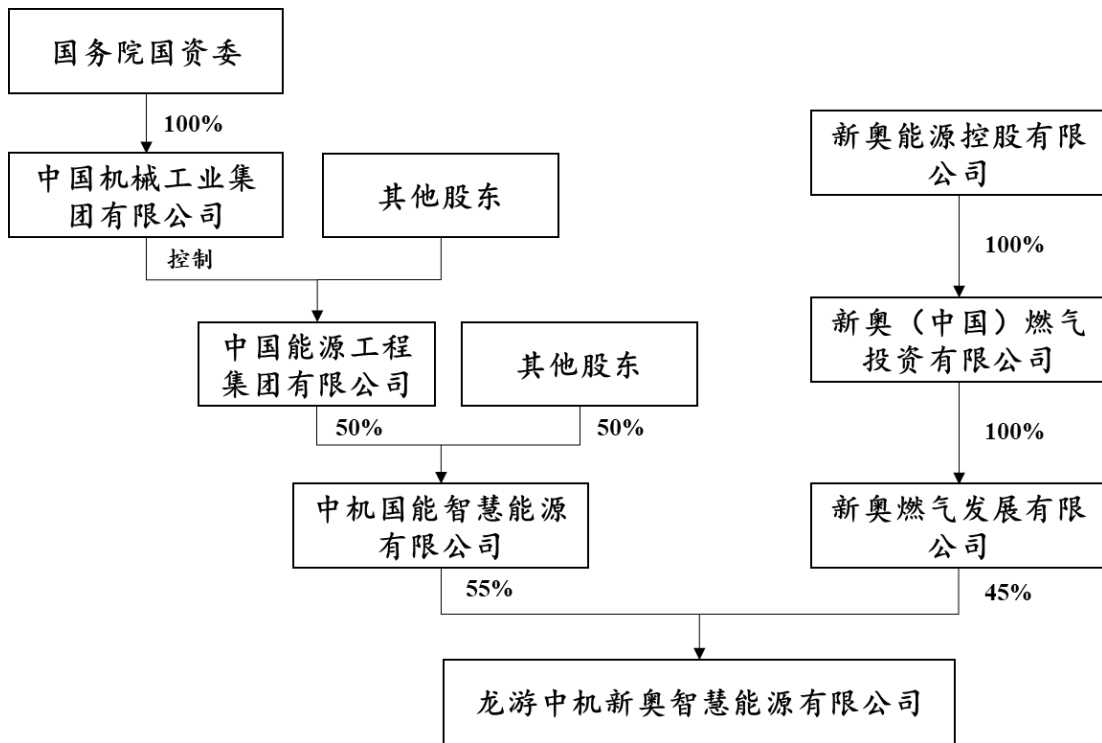 国务院国资委
100%
中国机械工业集
团有限公司
其他股东
新奥能源控股有限
公司
控制
100%
中国能源工程
集团有限公司
其他股东
新奥（中国）燃气
投资有限公司
50%
50%
100%
中机国能智慧能源
有限公司
新奥燃气发展有限
公司
55%
45%
龙游中机新奥智慧能源有限公司